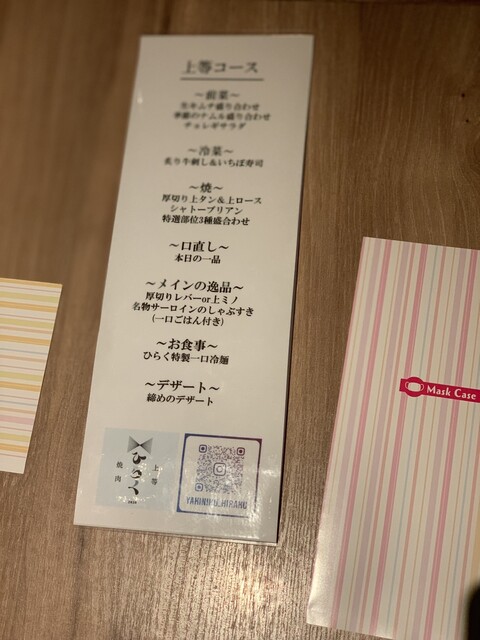 上等コース
～前菜～
生キムチ盛り合わせ
季節のナムル盛り合わせ
チョレギサラダ
～冷菜～
炙り牛刺し&いちぼ寿司
～焼～
厚切り上タン&上ロース
シャトーブリアン
特選部位3種盛合わせ
～口直し～
本日の一品
～メインの逸品～
厚切りレバーor上ミノ
名物サーロインのしゃぶすき
(一口ごはん付き)
～お食事～
ひらく特製一口冷麺
～デザート～
締めのデザート
上等
ひらく
焼肉
YAKINIKU_HIRAKU
Mask Case